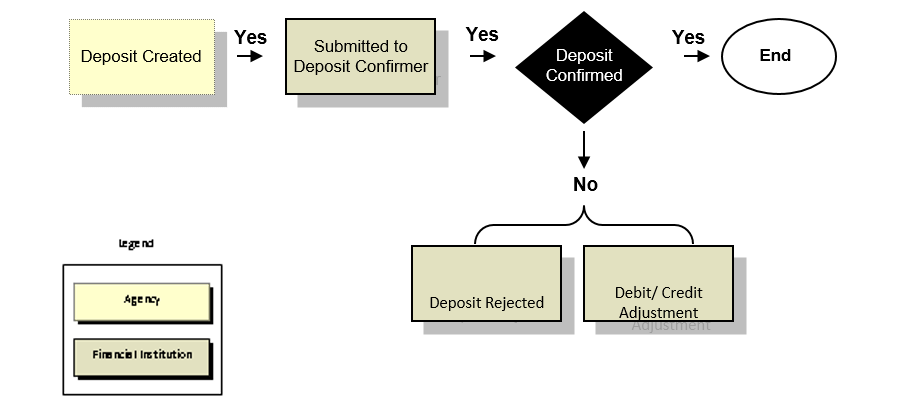 Deposit Created
Yes
Submitted to
Deposit Confirmer
Yes
Deposit
Confirmed
Yes
End
No
Deposit Rejected
Debit/ Credit
Adjustment
Legend
Agency
Financial Institution